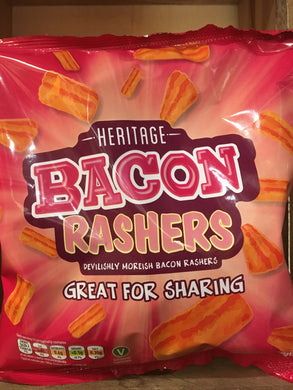 HERITAGE
BACON
RASHERS
DEVILISHLY MOREISH BACON RASHERS
GREAT FOR SHARING
V